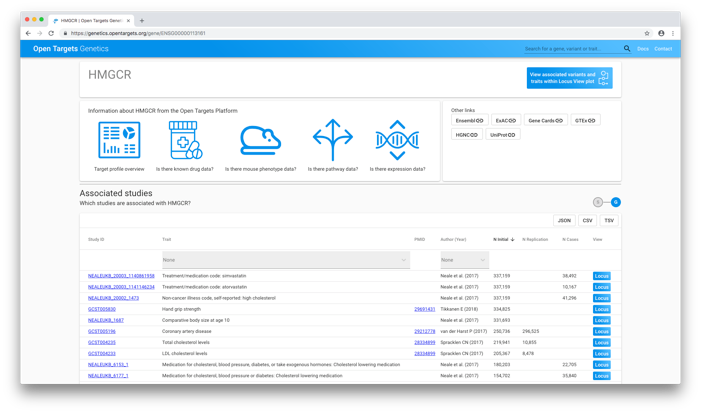 HMGCR | Open Targets Genetics
https://genetics.opentargets.org/gene/ENSG00000113161
Open Targets Genetics
Search for a gene, variant or trait...
Docs
Contact
HMGCR
View associated variants and
traits within Locus View plot
Information about HMGCR from the Open Targets Platform
Target profile overview
Is there known drug data?
Is there mouse phenotype data?
Is there pathway data?
Is there expression data?
Other links
Ensembl ExAC Gene Cards GTEx
HGNC UniProt
Associated studies
Which studies are associated with HMGCR?
S G
JSON CSV TSV
Study ID Trait PMID Author (Year) N Initial N Replication N Cases View
None None
NEALEUKB_20003_1140861958 Treatment/medication code: simvastatin Neale et al. (2017) 337,159 38,492 Locus
NEALEUKB_20003_1141146234 Treatment/medication code: atorvastatin Neale et al. (2017) 337,159 10,167 Locus
NEALEUKB_20002_1473 Non-cancer illness code, self-reported: high cholesterol Neale et al. (2017) 337,159 41,296 Locus
GCST005830 Hand grip strength 29691431 Tikkanen E (2018) 334,825 Locus
NEALEUKB_1687 Comparative body size at age 10 Neale et al. (2017) 331,693 Locus
GCST005196 Coronary artery disease 29212778 van der Harst P (2017) 250,736 296,525 Locus
GCST004235 Total cholesterol levels 28334899 Spracklen CN (2017) 219,941 10,855 Locus
GCST004233 LDL cholesterol levels 28334899 Spracklen CN (2017) 205,367 8,476 Locus
NEALEUKB_6153_1 Medication for cholesterol, blood pressure, diabetes, or take exogenous hormones: Cholesterol lowering medication Neale et al. (2017) 180,203 22,705 Locus
NEALEUKB_6177_1 Medication for cholesterol, blood pressure or diabetes: Cholesterol lowering medication Neale et al. (2017) 154,702 35,840 Locus